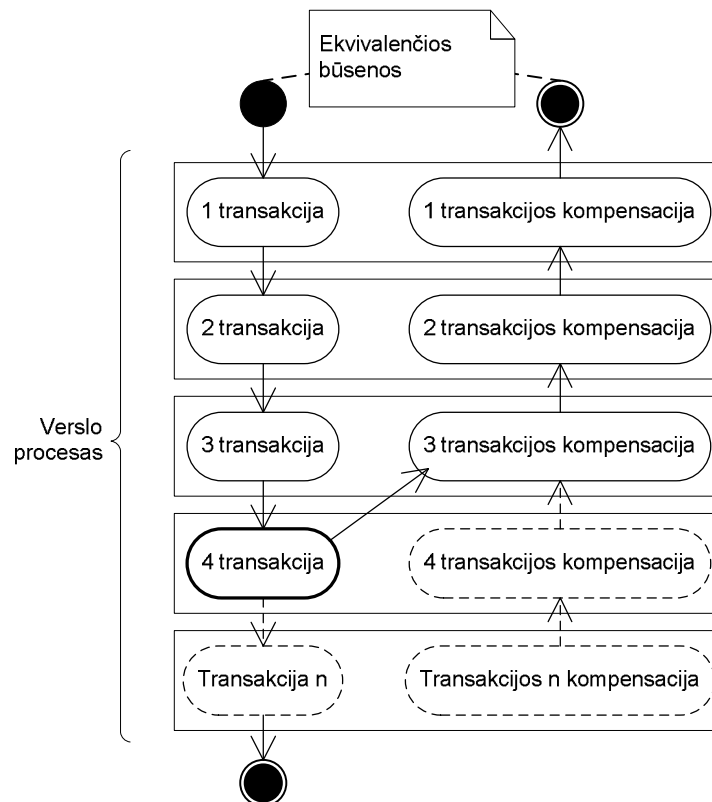 Ekvivalenčios
būsenos
1 transakcija
1 transakcijos kompensacija
2 transakcija
2 transakcijos kompensacija
Verslo
procesas
3 transakcija
3 transakcijos kompensacija
4 transakcija
4 transakcijos kompensacija
Transakcija n
Transakcijos n kompensacija